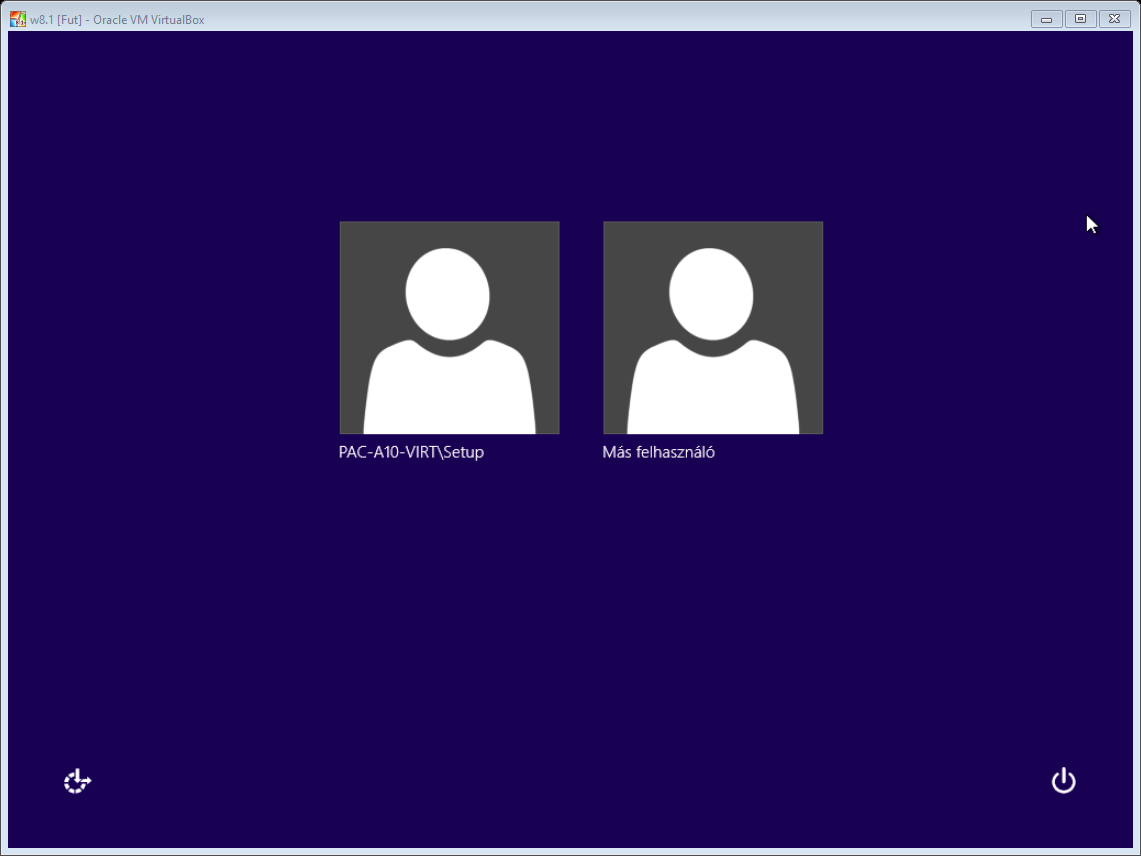 w8.1 [Fut] - Oracle VM VirtualBox
PAC-A10-VIRT\Setup
Más felhasználó